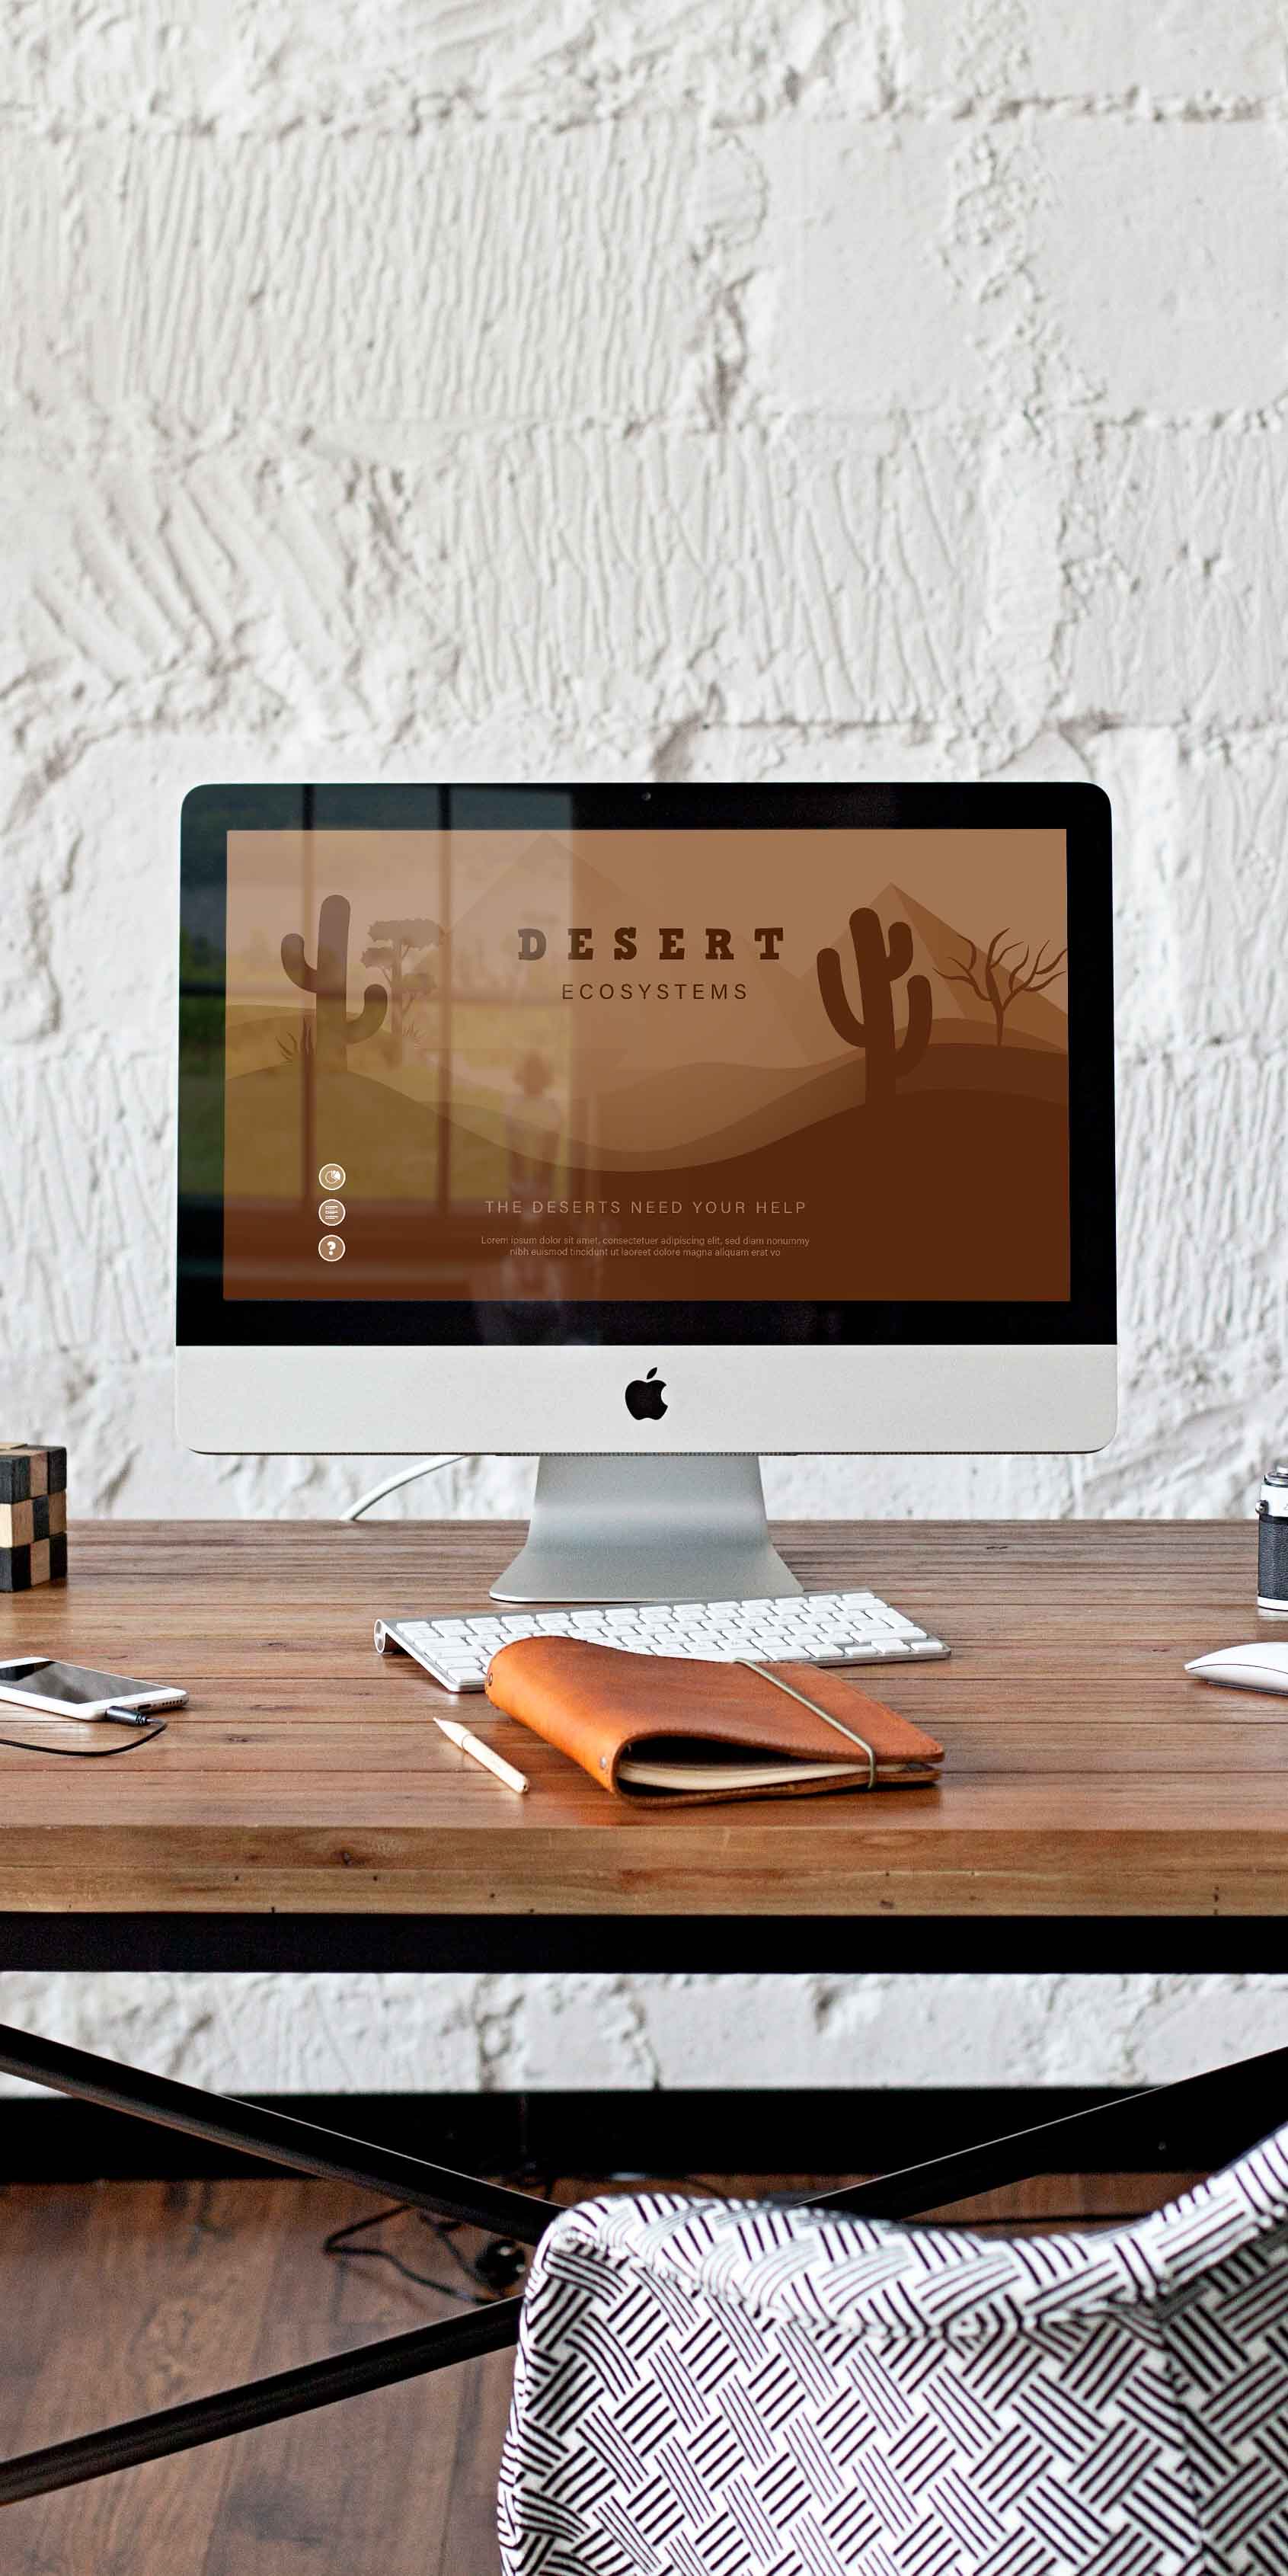 DESERT
ECOSYSTEMS
THE DESERTS NEED YOUR HELP
Lorem ipsum dolor sit amet, consectetuer adipiscing elit, sed diam nonummy
nibh euismod tincidunt ut laoreet dolore magna aliquam erat vo
?